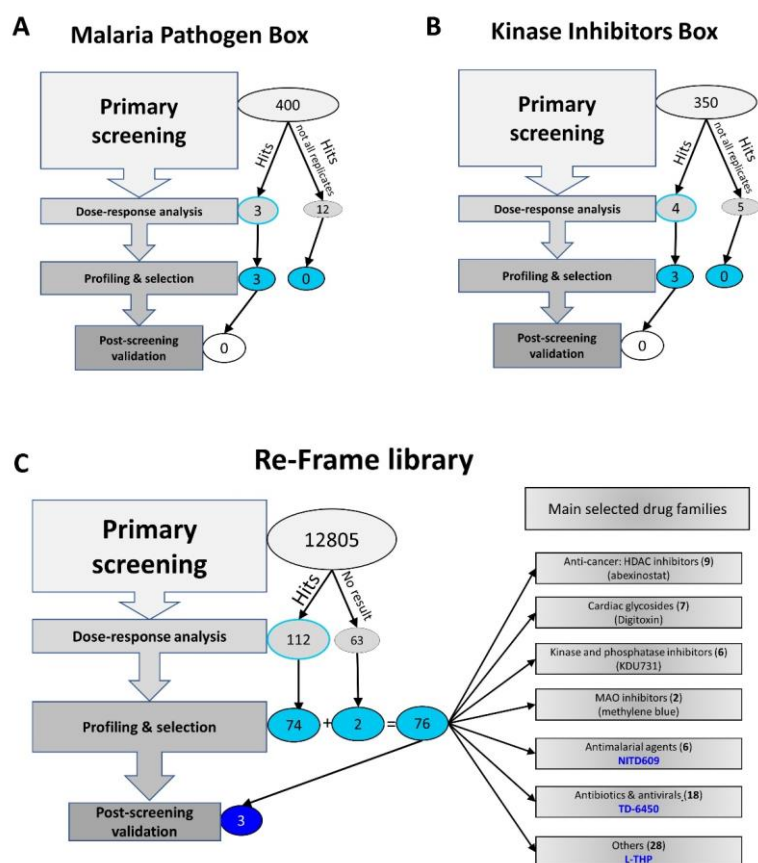 A
Malaria Pathogen Box
Primary
screening
400
Hits
Hits
not all replicates
Dose-response analysis
3
12
Profiling & selection
3
0
Post-screening
validation
0
B
Kinase Inhibitors Box
Primary
screening
350
Hits
Hits
not all replicates
Dose-response analysis
4
5
Profiling & selection
3
0
Post-screening
validation
0
C
Re-Frame library
Primary
screening
12805
Hits
No result
Dose-response analysis
112
63
Profiling & selection
74
+
2
=
76
Post-screening
validation
3
Main selected drug families
Anti-cancer: HDAC inhibitors (9)
(abexinostat)
Cardiac glycosides (7)
(Digitoxin)
Kinase and phosphatase inhibitors (6)
(KDU731)
MAO inhibitors (2)
(methylene blue)
Antimalarial agents (6)
NITD609
Antibiotics & antivirals (18)
TD-6450
Others (28)
L-THP